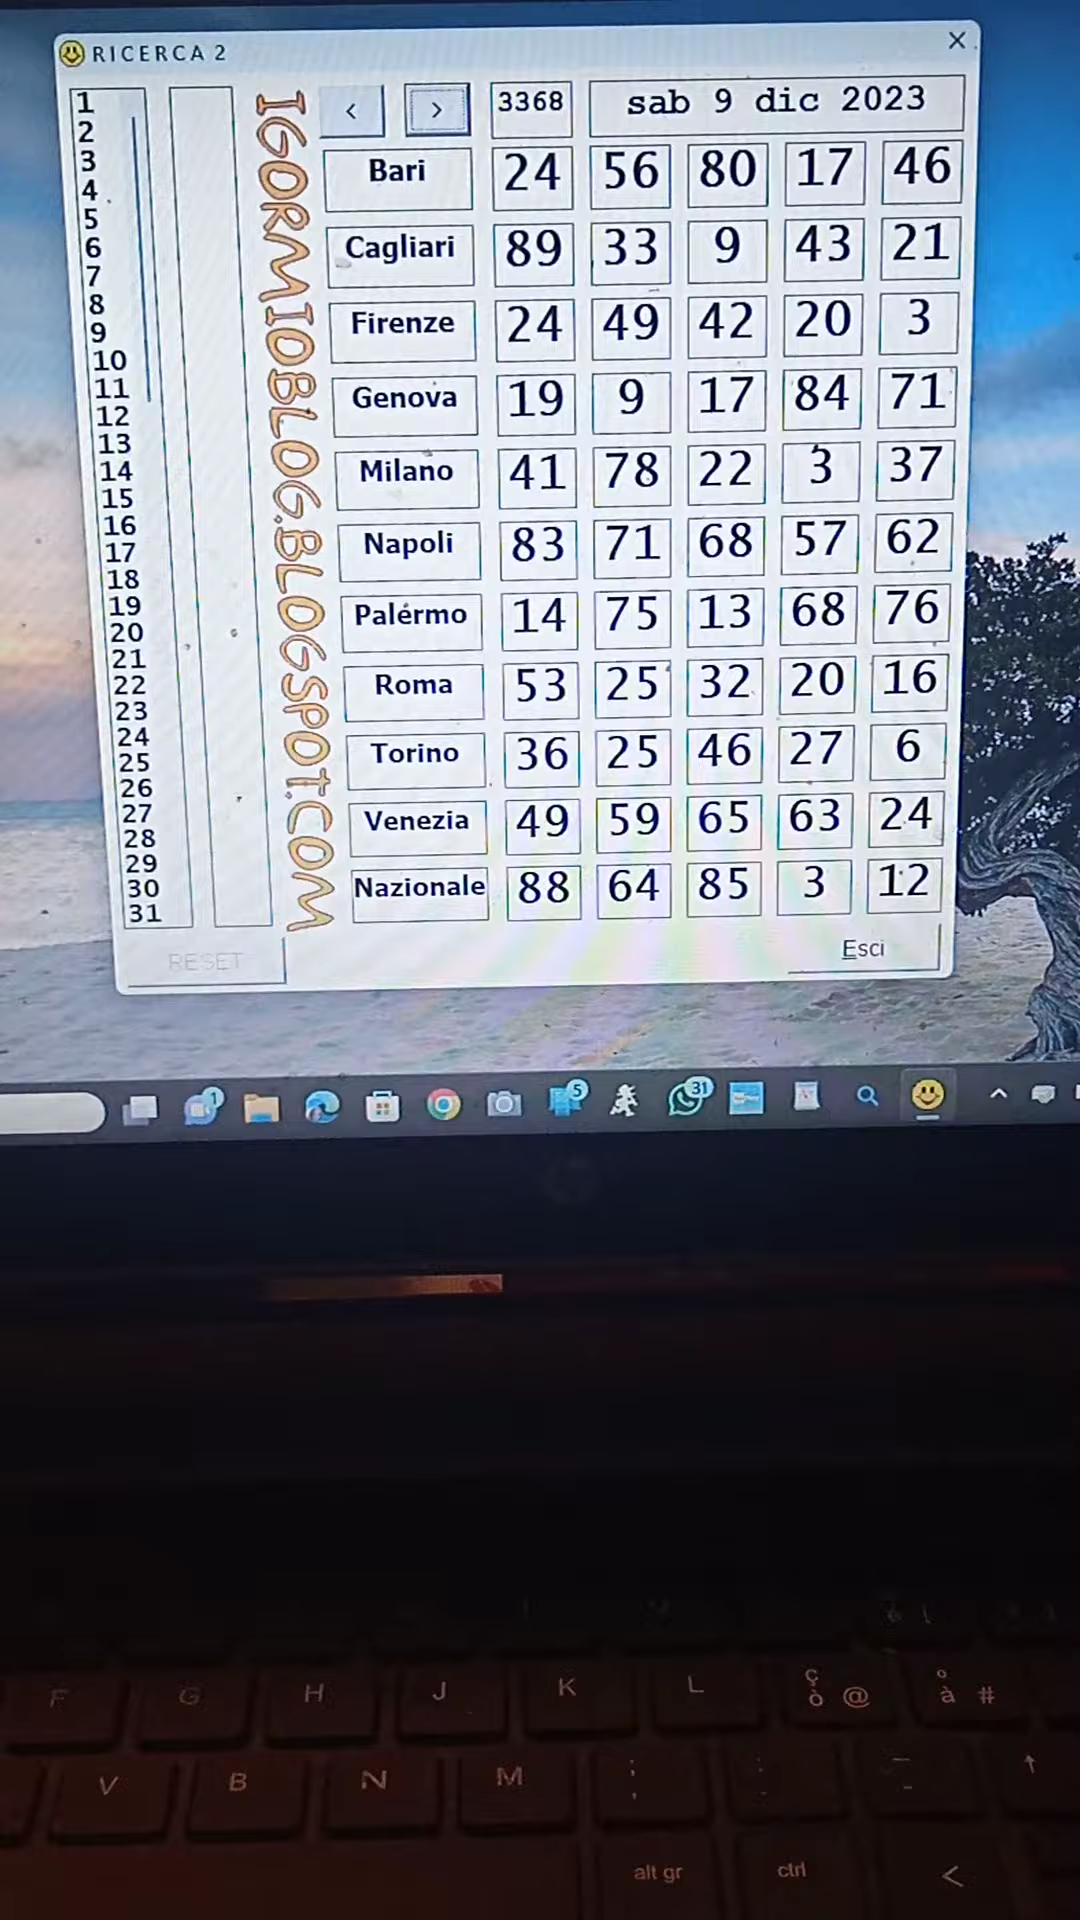 RICERCA 2
1
2
3
4
5
6
7
8
9
10
11
12
13
14
15
16
17
18
19
20
21
22
23
24
25
26
27
28
29
30
31
IGORMIOBLOG.BLOGSPOT.COM
< > 3368 sab 9 dic 2023
Bari 24 56 80 17 46
Cagliari 89 33 9 43 21
Firenze 24 49 42 20 3
Genova 19 9 17 84 71
Milano 41 78 22 3 37
Napoli 83 71 68 57 62
Palermo 14 75 13 68 76
Roma 53 25 32 20 16
Torino 36 25 46 27 6
Venezia 49 59 65 63 24
Nazionale 88 64 85 3 12
RESET Esci
1 5 31
F G H J K L ç ò @ ° à #
V B N M ; , : . _ -
alt gr ctrl <